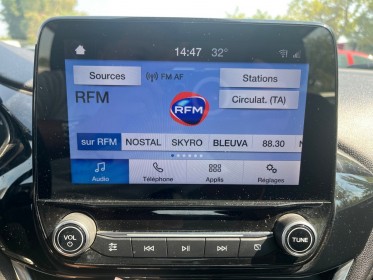 14:47 32°
Sources FM AF Stations
RFM
Circulat. (TA)
RFM
sur RFM NOSTAL SKYRO BLEUVA 88.30 N
Audio Téléphone Applis Réglages
VOL TUNE